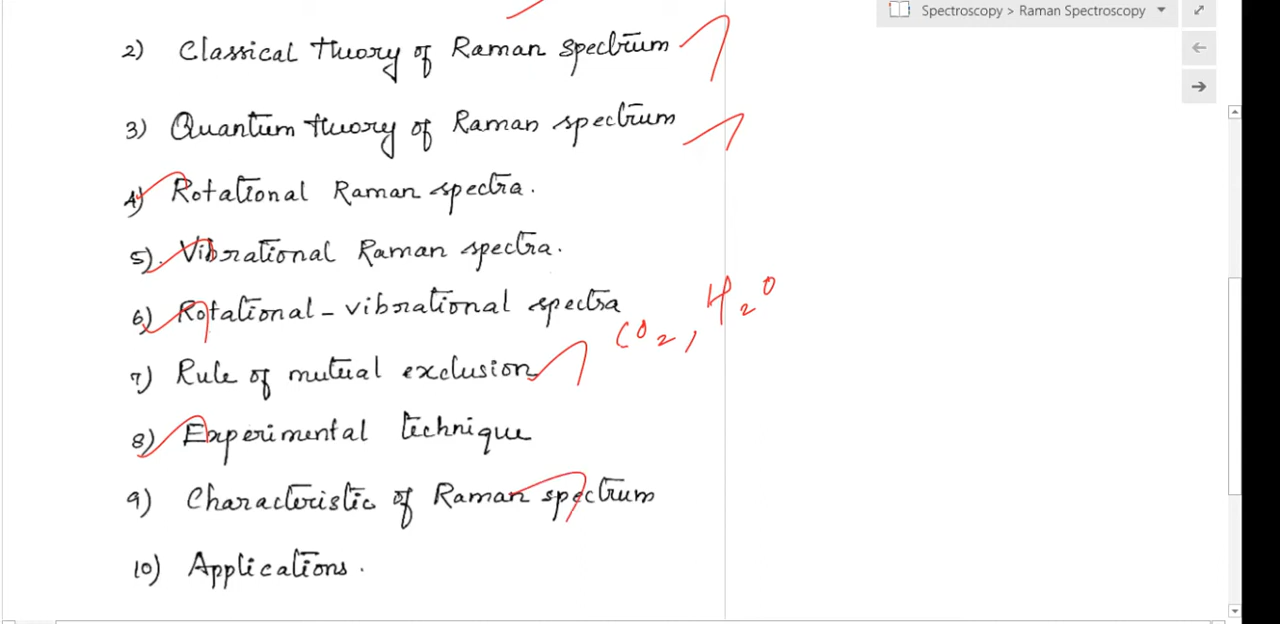 Spectroscopy > Raman Spectroscopy
2) Classical theory of Raman spectrum
3) Quantum theory of Raman spectrum
4) Rotational Raman spectra.
5). Vibrational Raman spectra.
6) Rotational - vibrational spectra
CO2, H2O
7) Rule of mutual exclusion
8) Experimental technique
9) Characteristic of Raman spectrum
10) Applications.